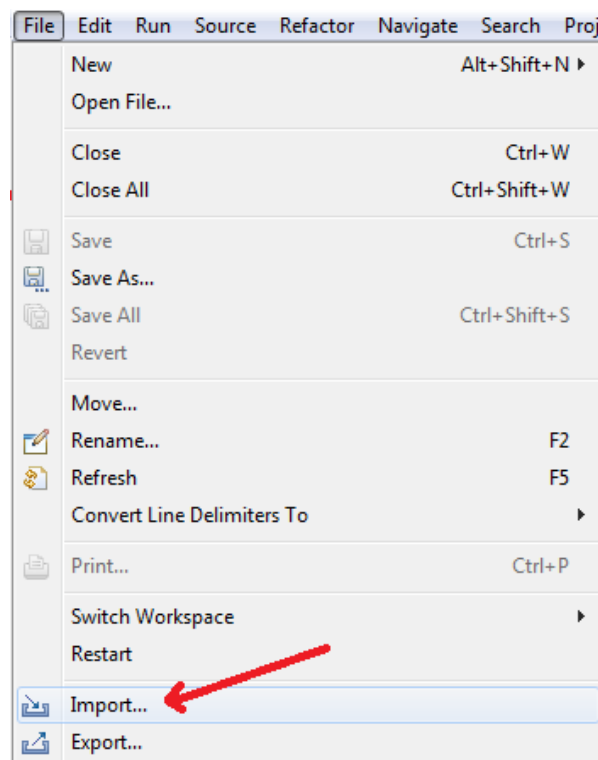 File Edit Run Source Refactor Navigate Search Proj
New Alt+Shift+N
Open File...
Close Ctrl+W
Close All Ctrl+Shift+W
Save Ctrl+S
Save As...
Save All Ctrl+Shift+S
Revert
Move...
Rename... F2
Refresh F5
Convert Line Delimiters To
Print... Ctrl+P
Switch Workspace
Restart
Import...
Export...